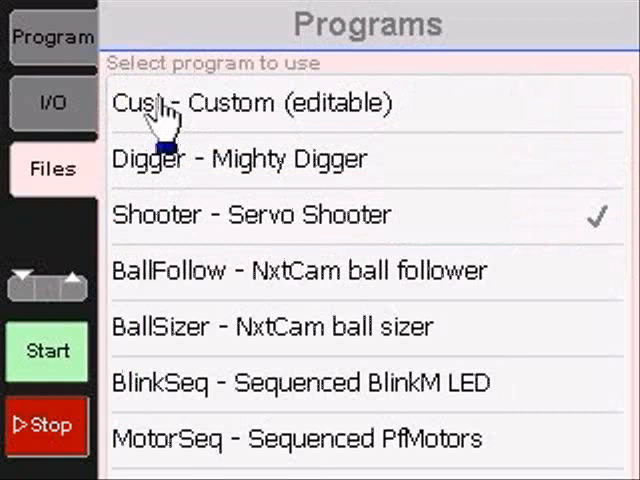 Programs
Program
Select program to use
I/O
Files
Start
Stop
- Custom (editable)
Digger - Mighty Digger
Shooter - Servo Shooter
BallFollow - NxtCam ball follower
BallSizer - NxtCam ball sizer
BlinkSeq - Sequenced BlinkM LED
MotorSeq - Sequenced PfMotors